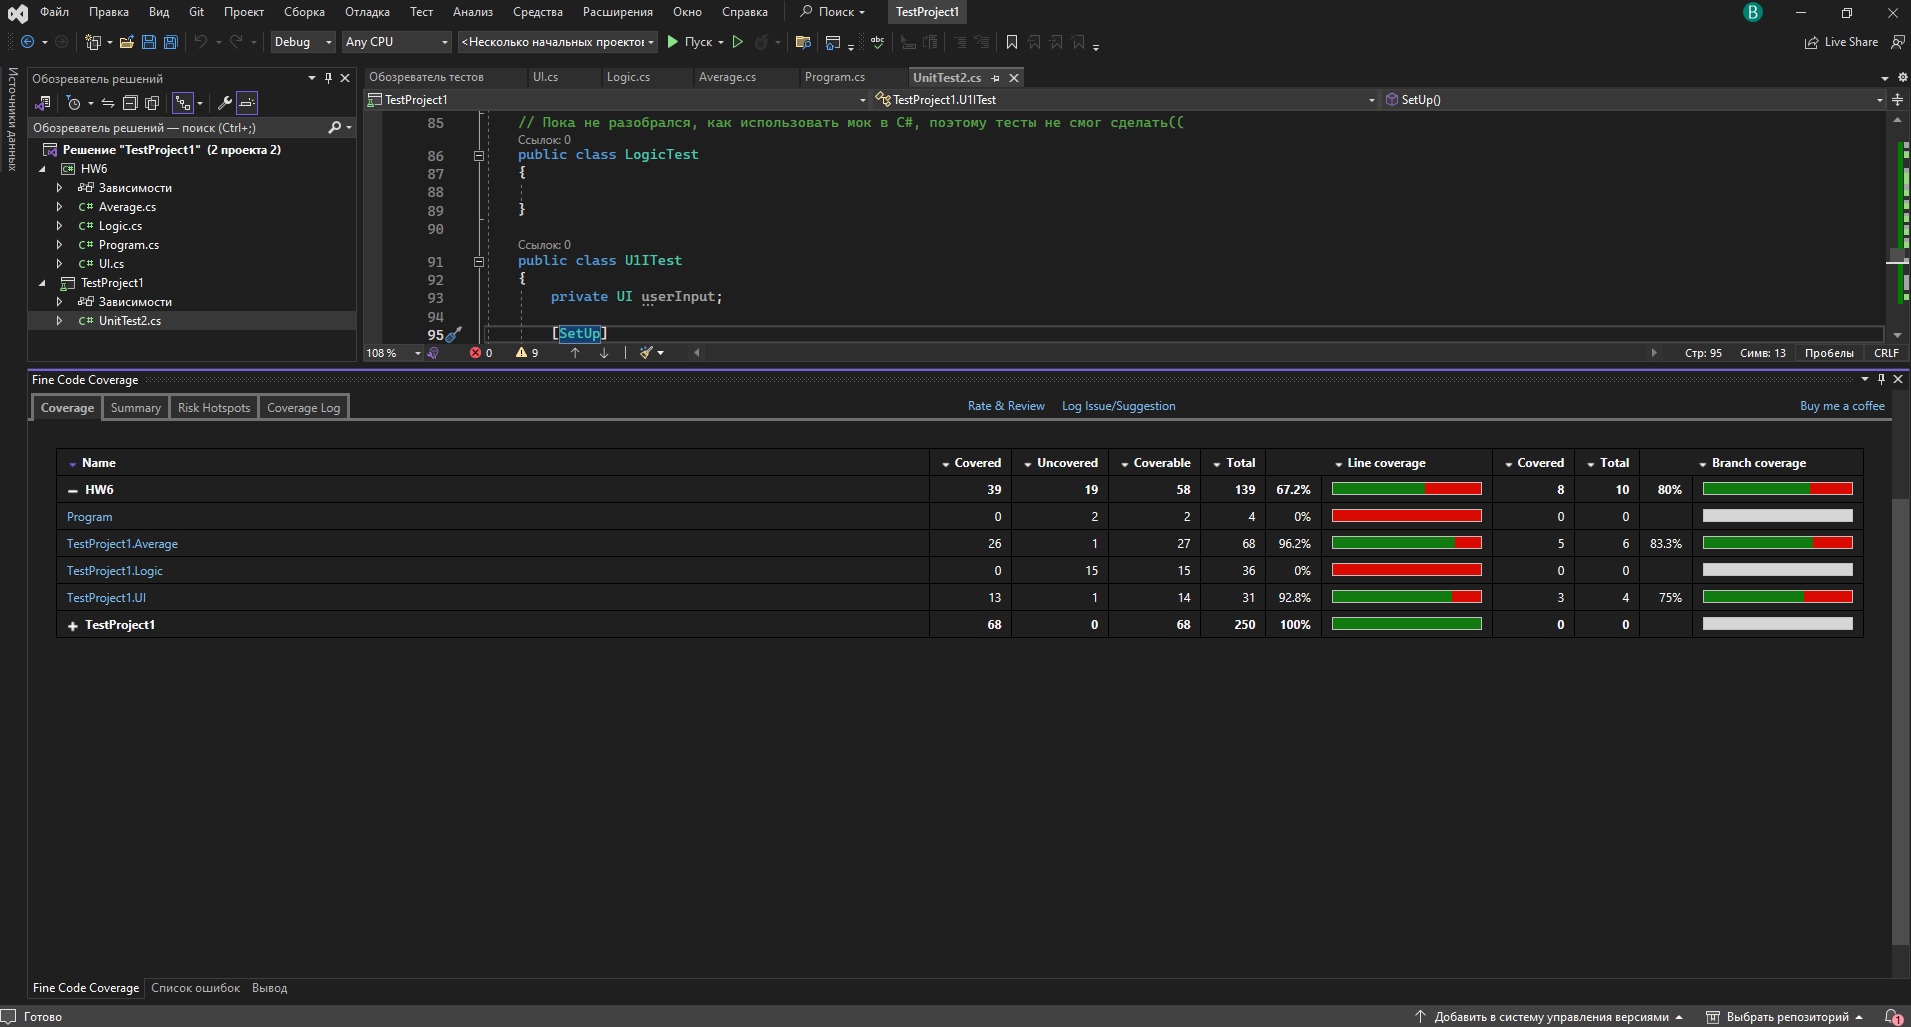 Файл Правка Вид Git Проект Сборка Отладка Тест Анализ Средства Расширения Окно Справка Поиск TestProject1 B
Debug Any CPU <Несколько начальных проектов Пуск Live Share
Источники данных
Обозреватель решений
Обозреватель решений — поиск (Ctrl+;)
Решение "TestProject1" (2 проекта 2)
HW6
Зависимости
C# Average.cs
C# Logic.cs
C# Program.cs
C# UI.cs
TestProject1
Зависимости
C# UnitTest2.cs
Обозреватель тестов UI.cs Logic.cs Average.cs Program.cs UnitTest2.cs
TestProject1 TestProject1.U1ITest SetUp()
85 // Пока не разобрался, как использовать мок в C#, поэтому тесты не смог сделать((
Ссылок: 0
86 public class LogicTest
87 {
88
89 }
90
Ссылок: 0
91 public class U1ITest
92 {
93 private UI userInput;
94
95 [SetUp]
108 % 0 9 Стр: 95 Симв: 13 Пробелы CRLF
Fine Code Coverage
Coverage Summary Risk Hotspots Coverage Log Rate & Review Log Issue/Suggestion Buy me a coffee
Name Covered Uncovered Coverable Total Line coverage Covered Total Branch coverage
HW6 39 19 58 139 67.2% 8 10 80%
Program 0 2 2 4 0% 0 0
TestProject1.Average 26 1 27 68 96.2% 5 6 83.3%
TestProject1.Logic 0 15 15 36 0% 0 0
TestProject1.UI 13 1 14 31 92.8% 3 4 75%
TestProject1 68 0 68 250 100% 0 0
Fine Code Coverage Список ошибок Вывод
Готово Добавить в систему управления версиями Выбрать репозиторий 1